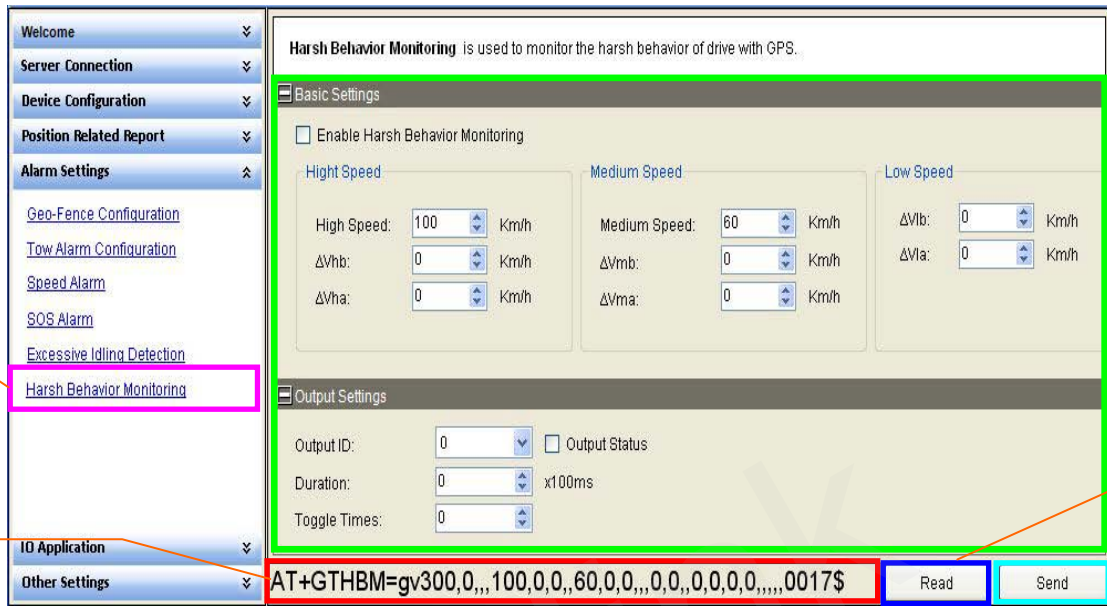 Welcome
Server Connection
Device Configuration
Position Related Report
Alarm Settings
Geo-Fence Configuration
Tow Alarm Configuration
Speed Alarm
SOS Alarm
Excessive Idling Detection
Harsh Behavior Monitoring
IO Application
Other Settings
Harsh Behavior Monitoring is used to monitor the harsh behavior of drive with GPS.
Basic Settings
Enable Harsh Behavior Monitoring
Hight Speed
High Speed: 100 Km/h
ΔVhb: 0 Km/h
ΔVha: 0 Km/h
Medium Speed
Medium Speed: 60 Km/h
ΔVmb: 0 Km/h
ΔVma: 0 Km/h
Low Speed
ΔVlb: 0 Km/h
ΔVla: 0 Km/h
Output Settings
Output ID: 0 Output Status
Duration: 0 x100ms
Toggle Times: 0
AT+GTHBM=gv300,0,,,100,0,0,,60,0,0,,,0,0,,0,0,0,0,,,,,0017$
Read
Send